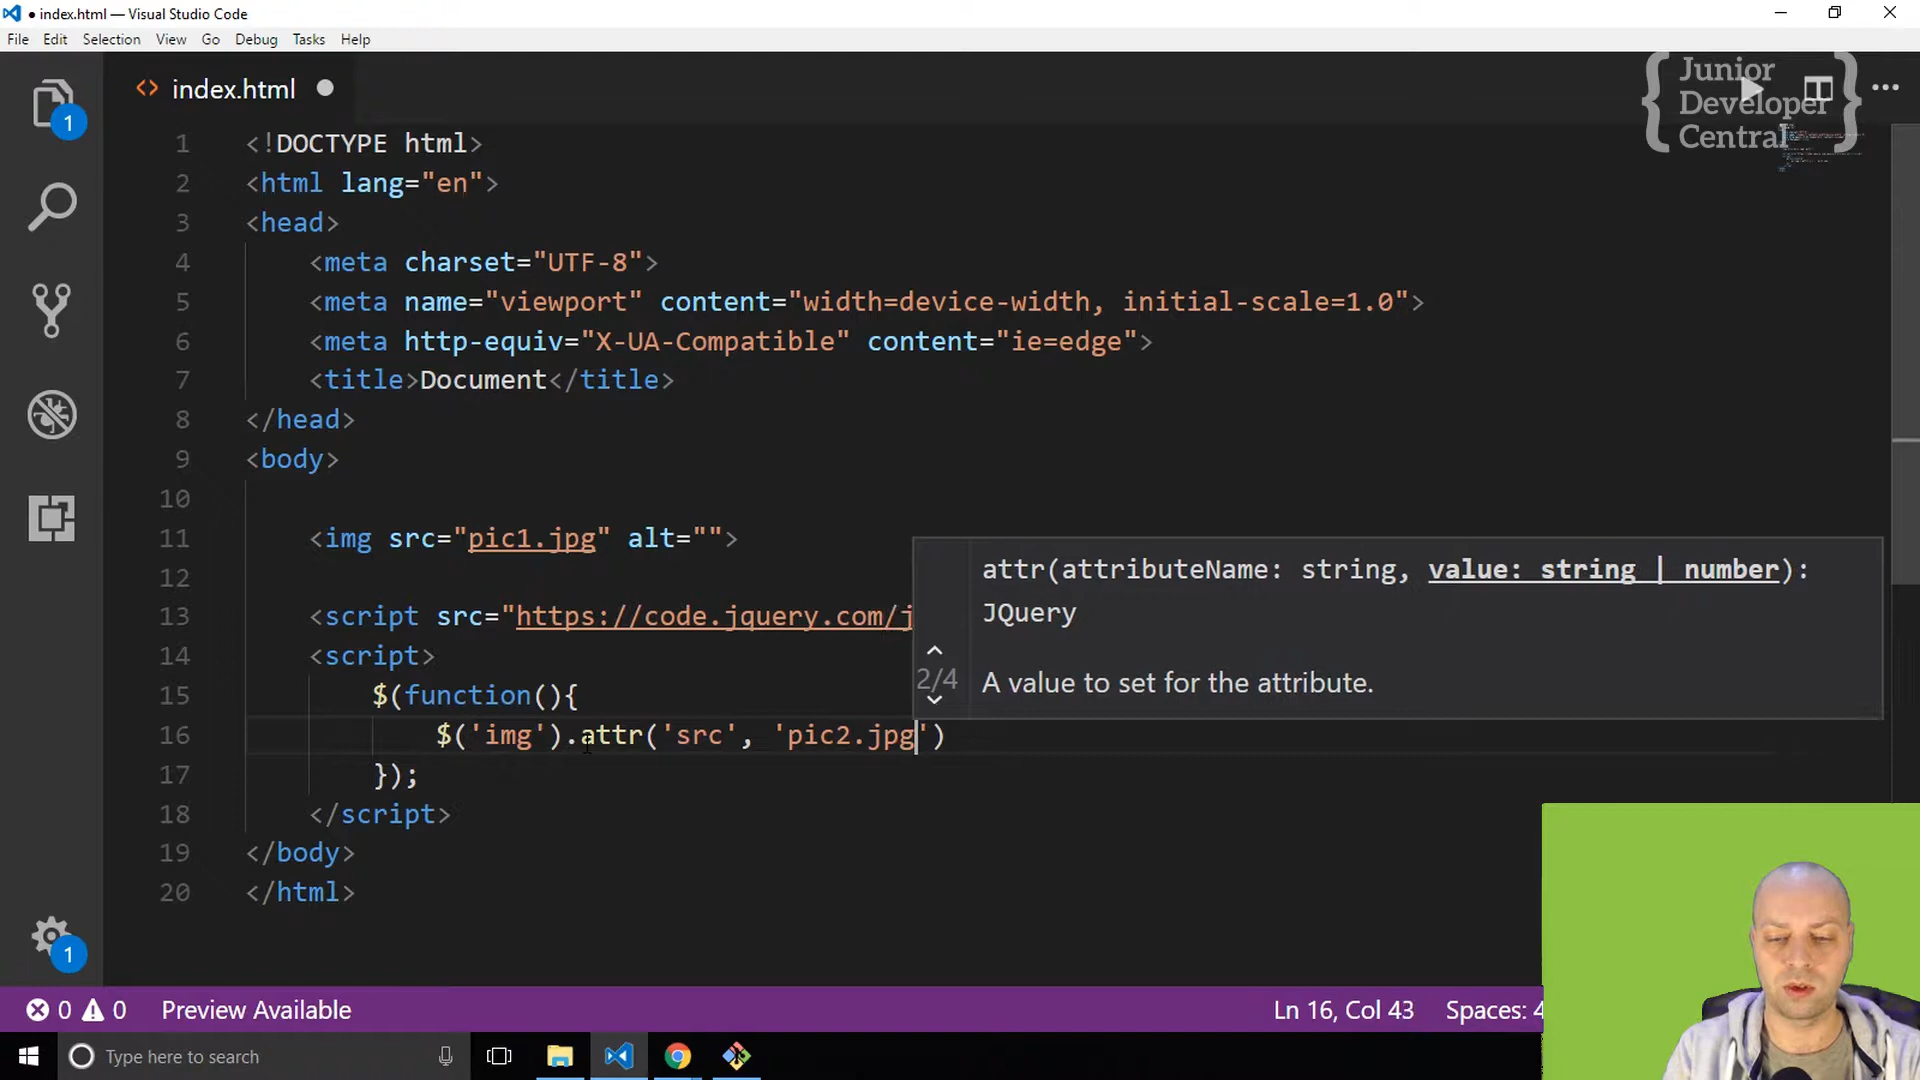 ● index.html — Visual Studio Code
File Edit Selection View Go Debug Tasks Help
1
index.html
Junior
Developer
Central
1 <!DOCTYPE html>
2 <html lang="en">
3 <head>
4 <meta charset="UTF-8">
5 <meta name="viewport" content="width=device-width, initial-scale=1.0">
6 <meta http-equiv="X-UA-Compatible" content="ie=edge">
7 <title>Document</title>
8 </head>
9 <body>
10
11 <img src="pic1.jpg" alt="">
12
13 <script src="https://code.jquery.com/j
14 <script>
15 $(function(){
16 $('img').attr('src', 'pic2.jpg')
17 });
18 </script>
19 </body>
20 </html>
attr(attributeName: string, value: string | number):
JQuery
2/4
A value to set for the attribute.
1
0 0 Preview Available Ln 16, Col 43 Spaces: 4
Type here to search